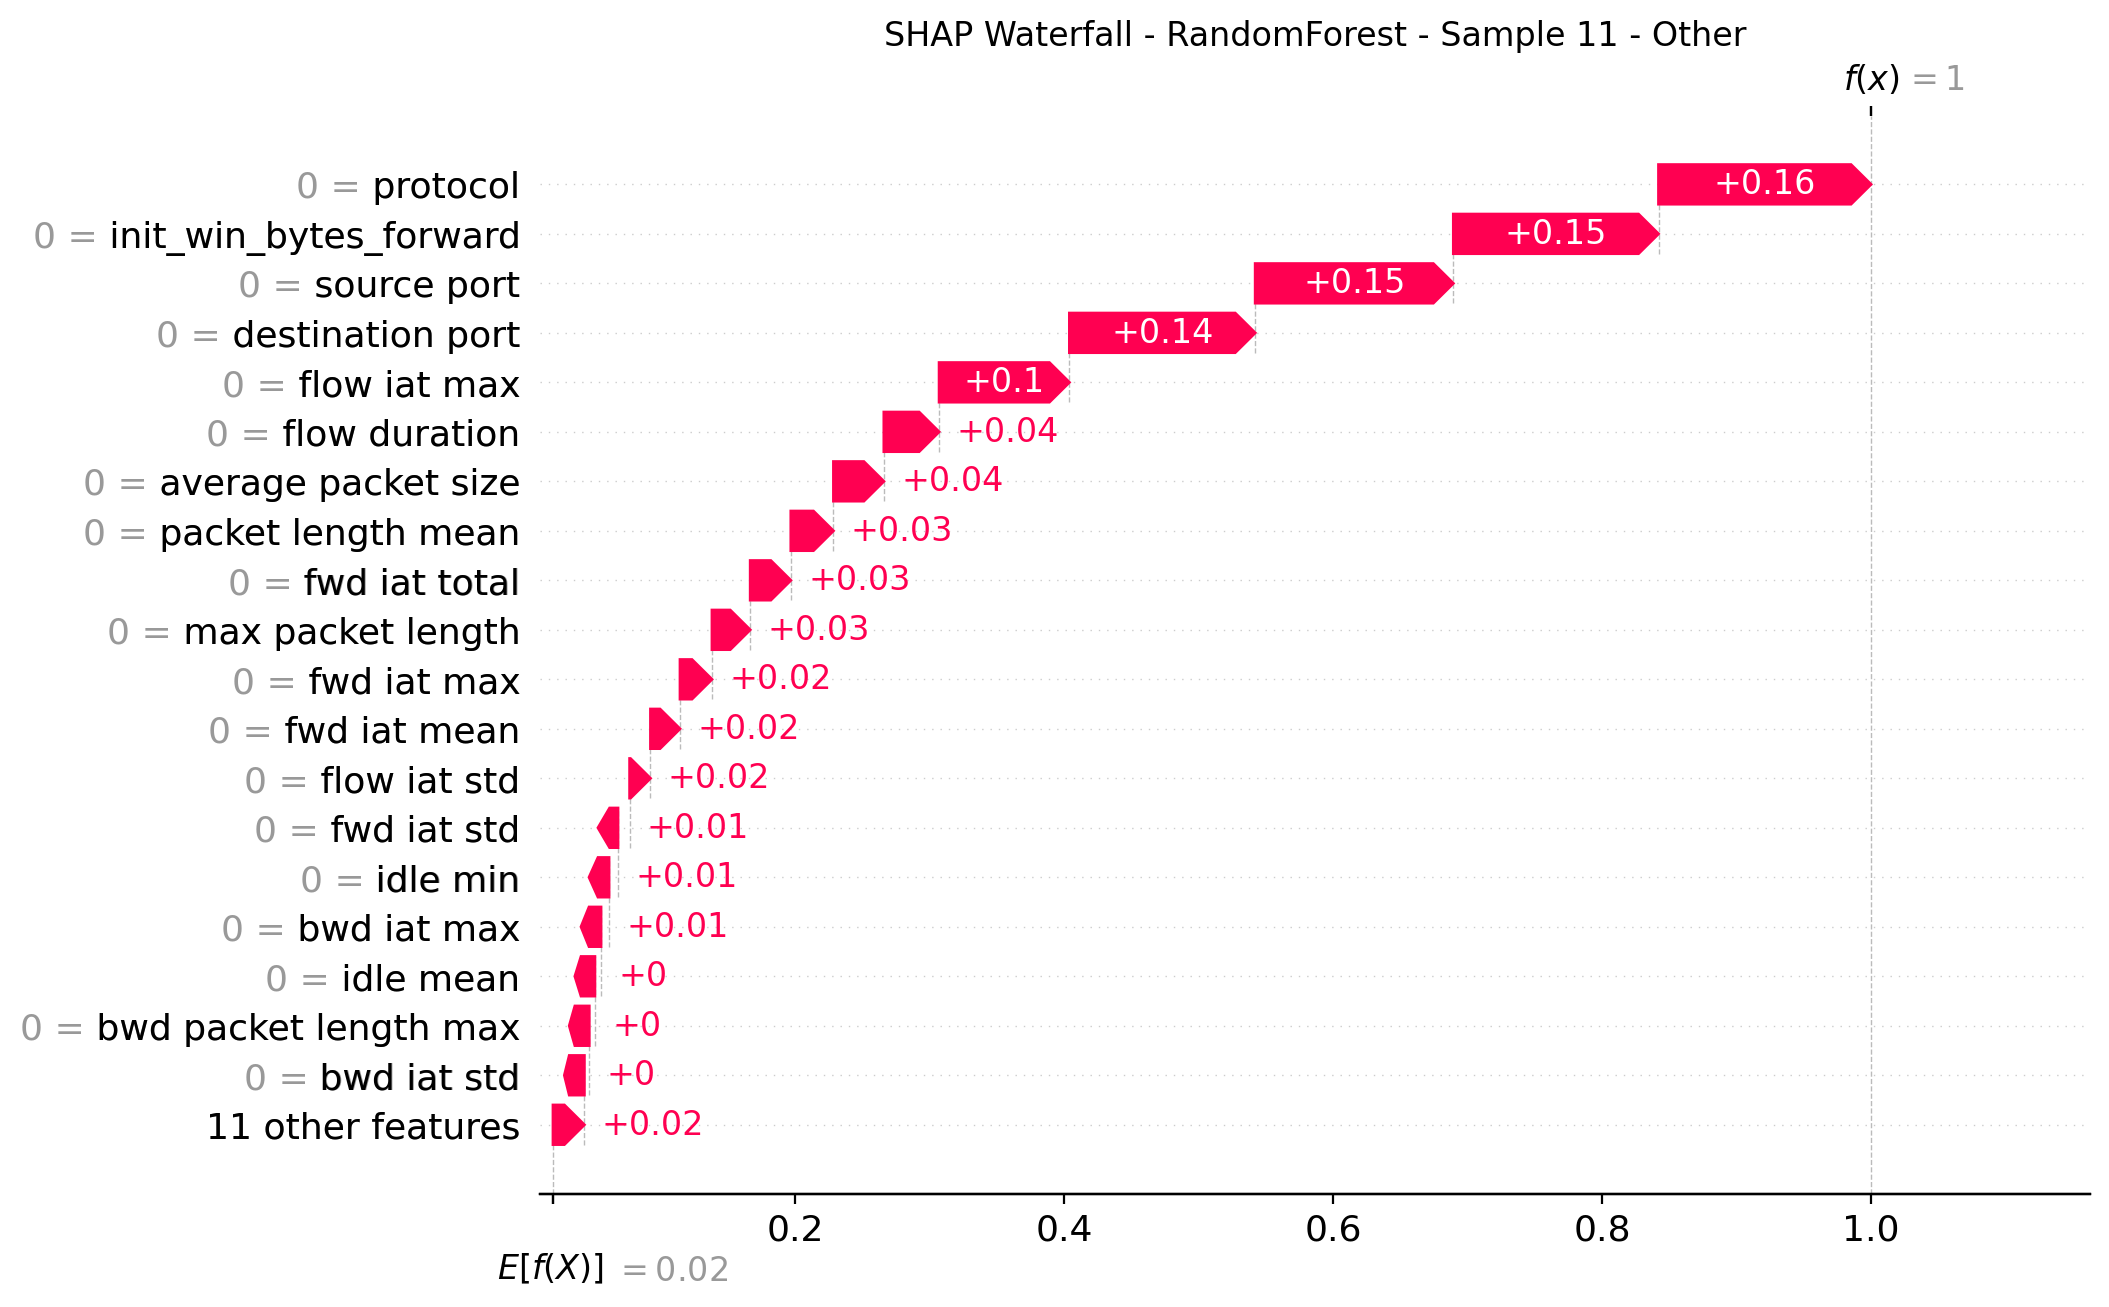 SHAP Waterfall - RandomForest - Sample 11 - Other
f(x) = 1
0 = protocol +0.16
0 = init_win_bytes_forward +0.15
0 = source port +0.15
0 = destination port +0.14
0 = flow iat max +0.1
0 = flow duration +0.04
0 = average packet size +0.04
0 = packet length mean +0.03
0 = fwd iat total +0.03
0 = max packet length +0.03
0 = fwd iat max +0.02
0 = fwd iat mean +0.02
0 = flow iat std +0.02
0 = fwd iat std +0.01
0 = idle min +0.01
0 = bwd iat max +0.01
0 = idle mean +0
0 = bwd packet length max +0
0 = bwd iat std +0
11 other features +0.02
0.2 0.4 0.6 0.8 1.0
E[f(X)] = 0.02